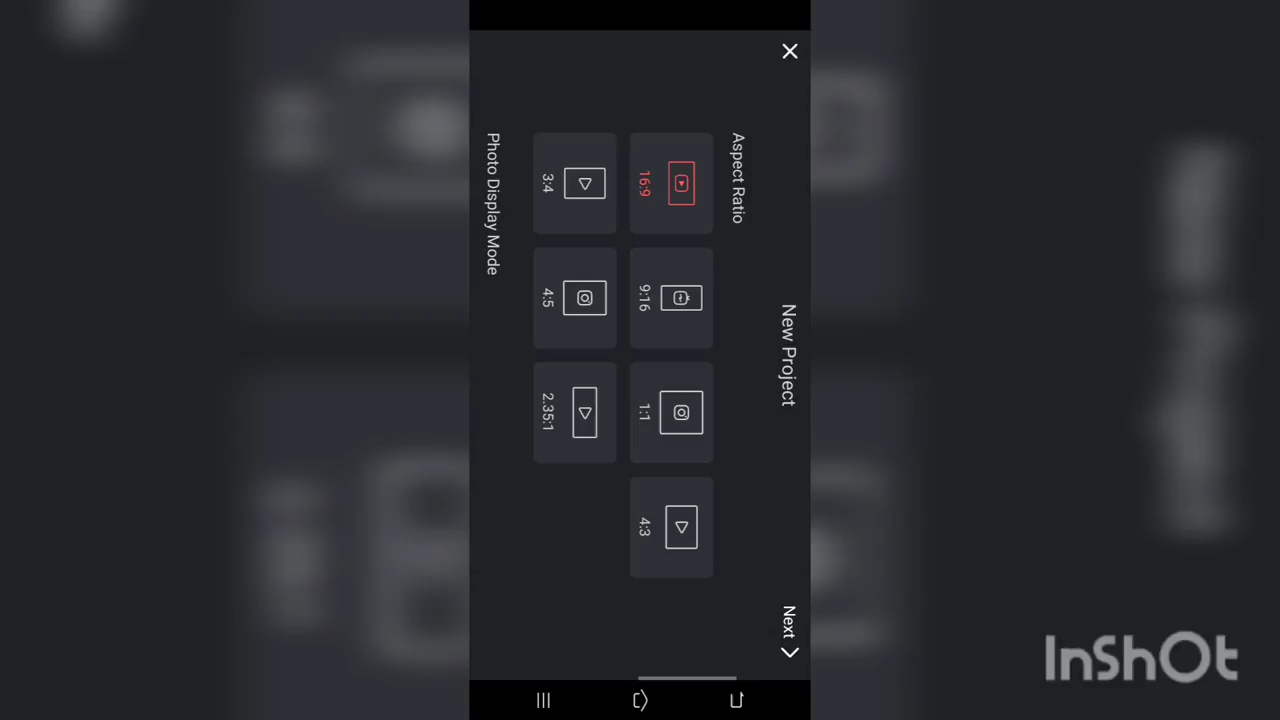 New Project
Next
Aspect Ratio
16:9
9:16
1:1
4:3
3:4
4:5
2.35:1
Photo Display Mode
InShOt